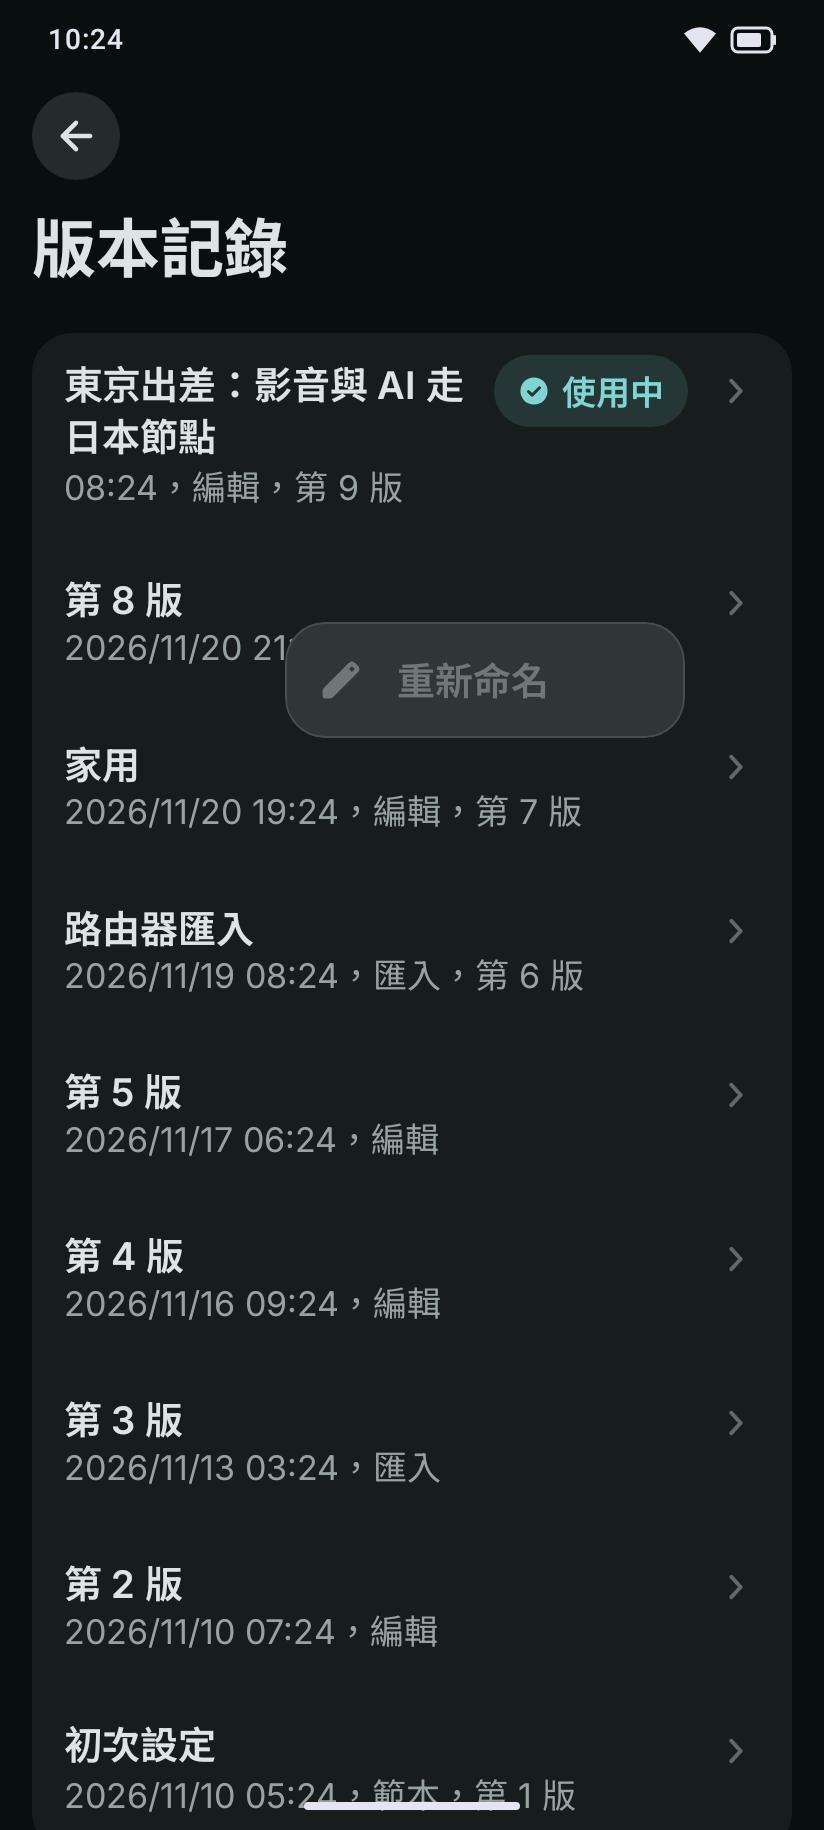 10:24
版本記錄
東京出差：影音與 AI 走
日本節點
使用中
08:24，編輯，第 9 版
第 8 版
2026/11/20 21:
重新命名
家用
2026/11/20 19:24，編輯，第 7 版
路由器匯入
2026/11/19 08:24，匯入，第 6 版
第 5 版
2026/11/17 06:24，編輯
第 4 版
2026/11/16 09:24，編輯
第 3 版
2026/11/13 03:24，匯入
第 2 版
2026/11/10 07:24，編輯
初次設定
2026/11/10 05:24，範本，第 1 版